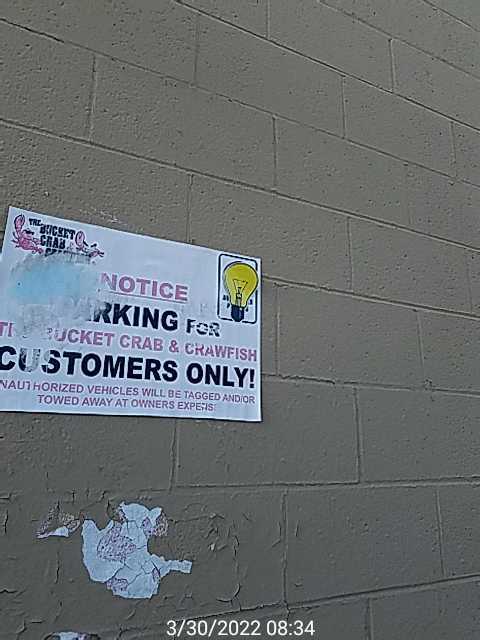 THE
BUCKET
CRAB
NOTICE
ARKING FOR
BUCKET CRAB & CRAWFISH
CUSTOMERS ONLY!
NAUTHORIZED VEHICLES WILL BE TAGGED AND/OR
TOWED AWAY AT OWNERS EXPENS
3/30/2022 08:34